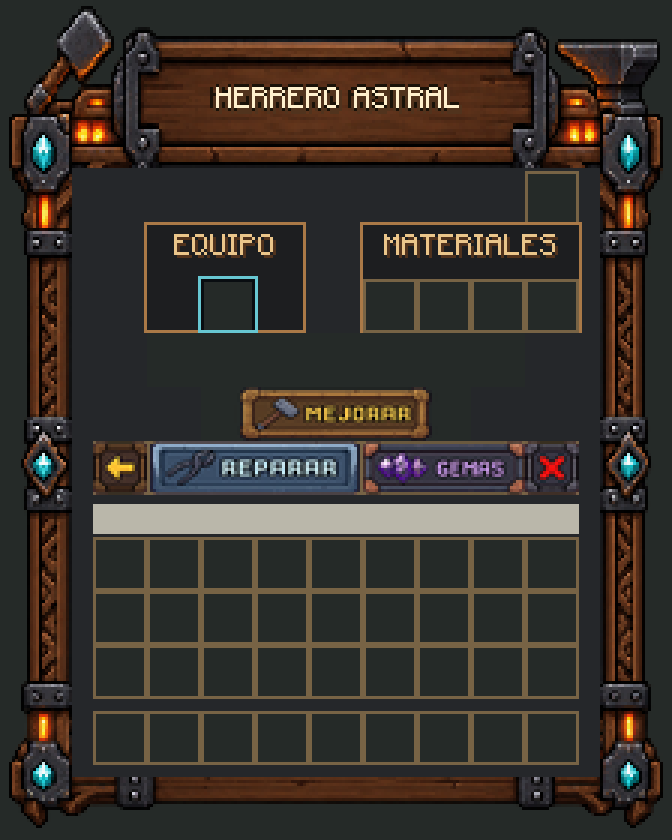 HERRERO ASTRAL
EQUIPO
MATERIALES
MEJORAR
REPARAR
GEMAS